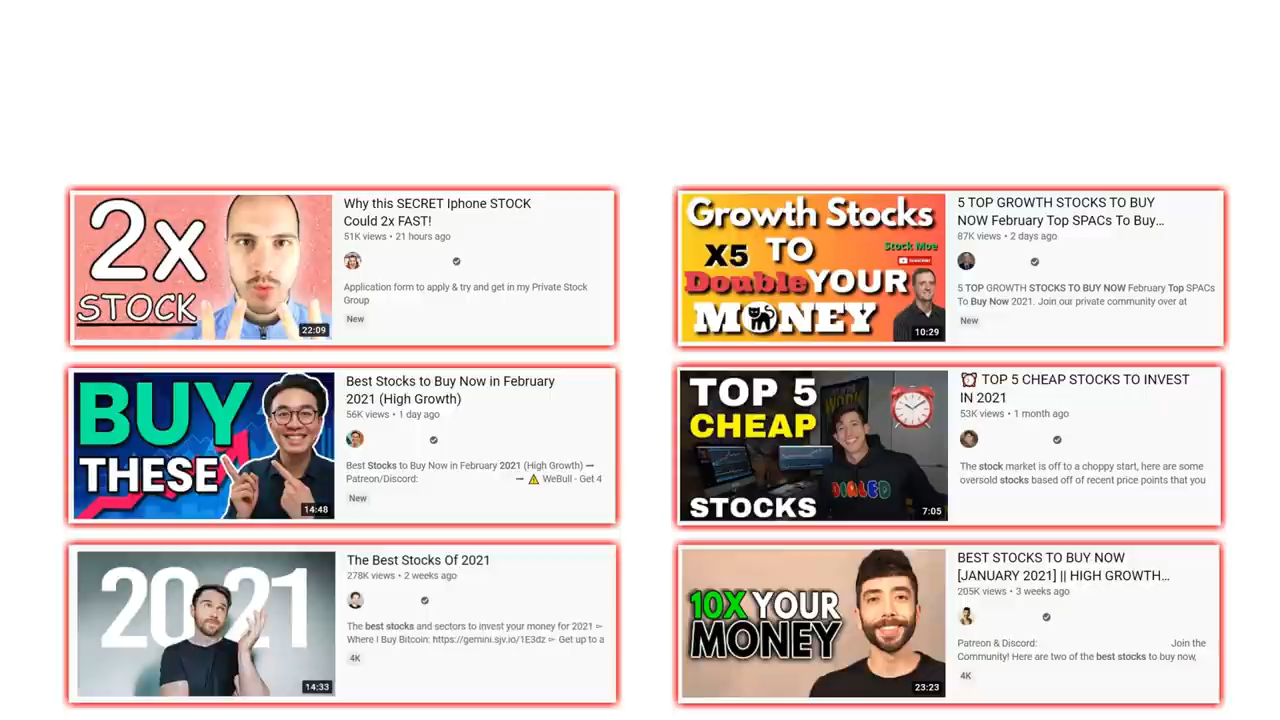 2x
STOCK
22:09
Why this SECRET Iphone STOCK
Could 2x FAST!
51K views • 21 hours ago
Application form to apply & try and get in my Private Stock
Group
New
Growth Stocks
X5 TO
Stock Moe
Double YOUR
MONEY
10:29
5 TOP GROWTH STOCKS TO BUY
NOW February Top SPACs To Buy...
87K views • 2 days ago
5 TOP GROWTH STOCKS TO BUY NOW February Top SPACs
To Buy Now 2021. Join our private community over at
New
BUY
THESE
14:48
Best Stocks to Buy Now in February
2021 (High Growth)
56K views • 1 day ago
Best Stocks to Buy Now in February 2021 (High Growth) ➞
Patreon/Discord: ➞ ⚠ WeBull - Get 4
New
TOP 5
CHEAP
STOCKS
DIALED
7:05
⏰ TOP 5 CHEAP STOCKS TO INVEST
IN 2021
53K views • 1 month ago
The stock market is off to a choppy start, here are some
oversold stocks based off of recent price points that you
2021
14:33
The Best Stocks Of 2021
278K views • 2 weeks ago
The best stocks and sectors to invest your money for 2021 ➳
Where I Buy Bitcoin: https://gemini.sjv.io/1E3dz ➳ Get up to a
4K
10X YOUR
MONEY
23:23
BEST STOCKS TO BUY NOW
[JANUARY 2021] || HIGH GROWTH...
205K views • 3 weeks ago
Patreon & Discord: Join the
Community! Here are two of the best stocks to buy now,
4K